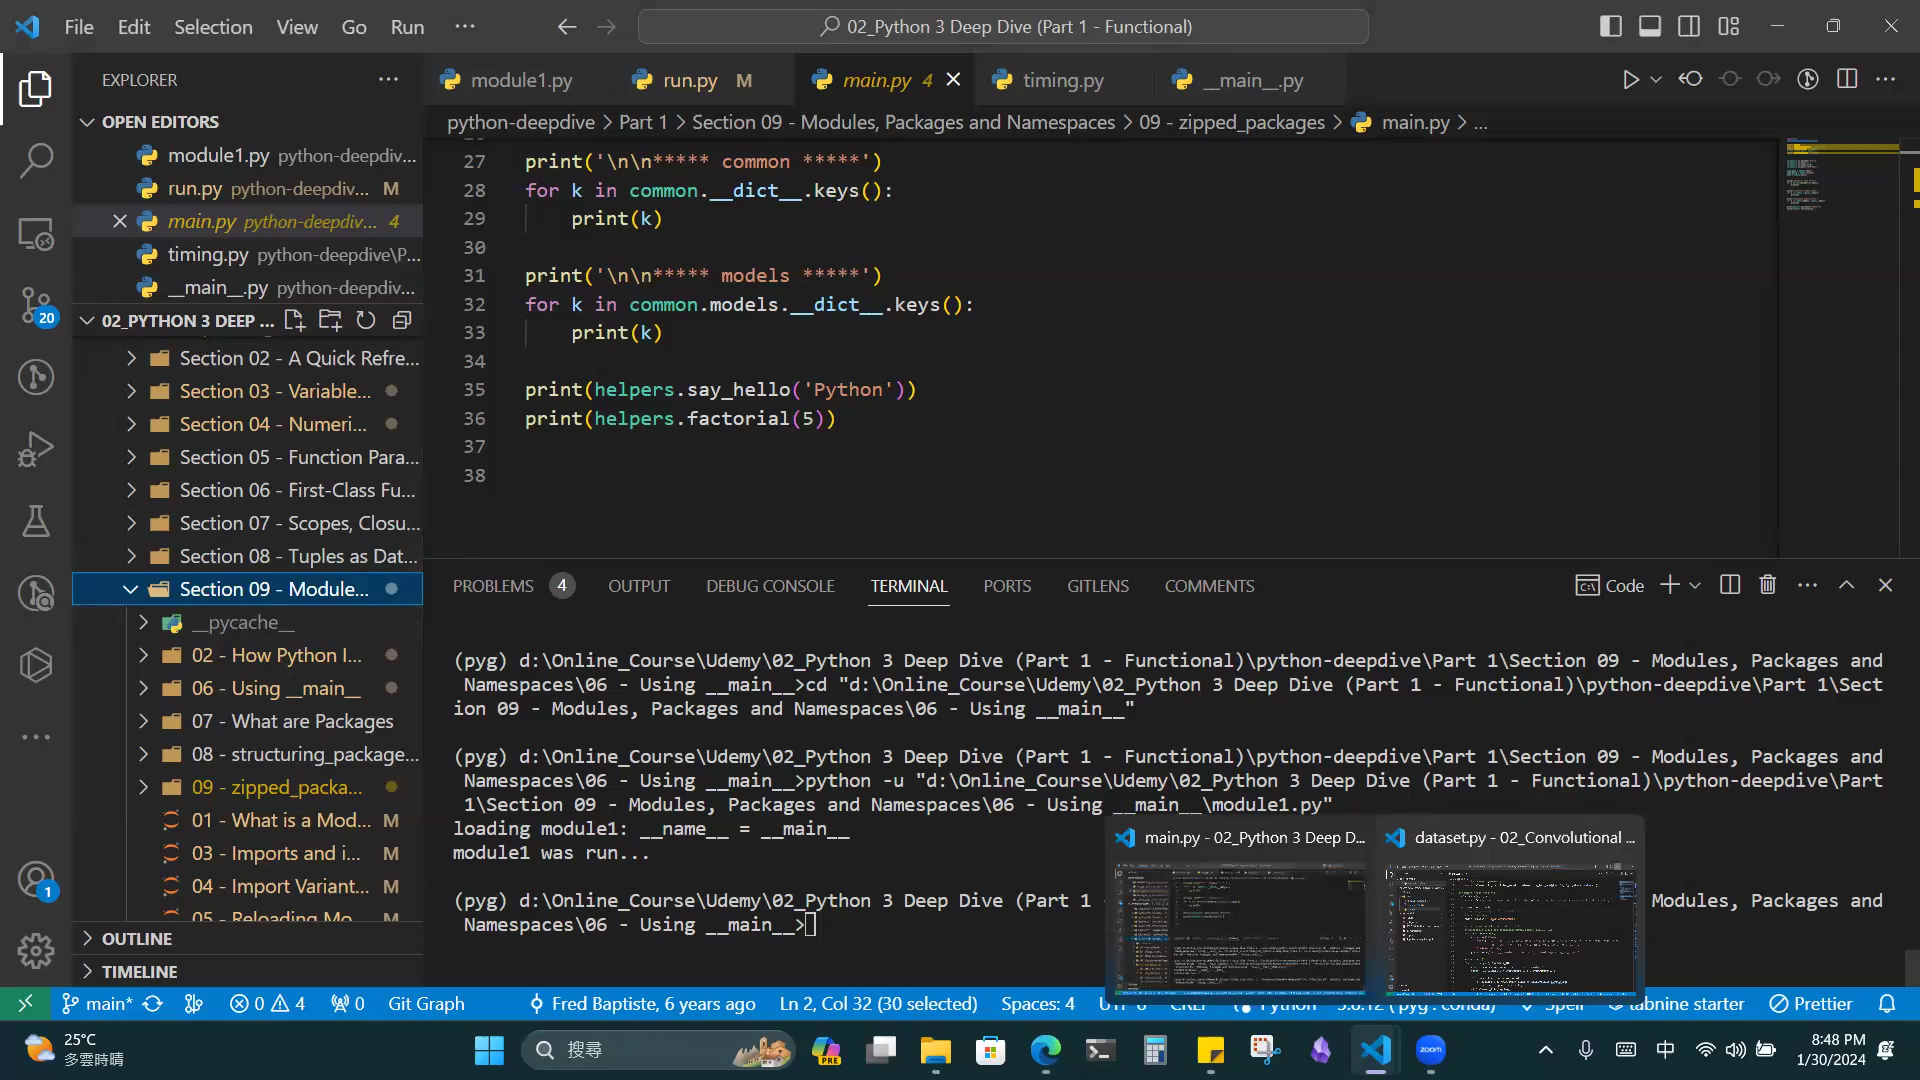 File Edit Selection View Go Run ··· 02_Python 3 Deep Dive (Part 1 - Functional)
EXPLORER ···
module1.py run.py M main.py 4 timing.py __main__.py
OPEN EDITORS
module1.py python-deepdiv...
run.py python-deepdiv... M
main.py python-deepdiv... 4
timing.py python-deepdive\P...
__main__.py python-deepdiv...
02_PYTHON 3 DEEP ...
Section 02 - A Quick Refre...
Section 03 - Variable...
Section 04 - Numeri...
Section 05 - Function Para...
Section 06 - First-Class Fu...
Section 07 - Scopes, Closu...
Section 08 - Tuples as Dat...
Section 09 - Module...
__pycache__
02 - How Python I...
06 - Using __main__
07 - What are Packages
08 - structuring_package...
09 - zipped_packa...
01 - What is a Mod... M
03 - Imports and i... M
04 - Import Variant... M
05 - Reloading Mo... M
OUTLINE
TIMELINE
python-deepdive > Part 1 > Section 09 - Modules, Packages and Namespaces > 09 - zipped_packages > main.py > ...
27 print('\n\n***** common *****')
28 for k in common.__dict__.keys():
29 print(k)
30
31 print('\n\n***** models *****')
32 for k in common.models.__dict__.keys():
33 print(k)
34
35 print(helpers.say_hello('Python'))
36 print(helpers.factorial(5))
37
38
PROBLEMS 4 OUTPUT DEBUG CONSOLE TERMINAL PORTS GITLENS COMMENTS Code
(pyg) d:\Online_Course\Udemy\02_Python 3 Deep Dive (Part 1 - Functional)\python-deepdive\Part 1\Section 09 - Modules, Packages and
Namespaces\06 - Using __main__>cd "d:\Online_Course\Udemy\02_Python 3 Deep Dive (Part 1 - Functional)\python-deepdive\Part 1\Sect
ion 09 - Modules, Packages and Namespaces\06 - Using __main__"
(pyg) d:\Online_Course\Udemy\02_Python 3 Deep Dive (Part 1 - Functional)\python-deepdive\Part 1\Section 09 - Modules, Packages and
Namespaces\06 - Using __main__>python -u "d:\Online_Course\Udemy\02_Python 3 Deep Dive (Part 1 - Functional)\python-deepdive\Part
1\Section 09 - Modules, Packages and Namespaces\06 - Using __main__\module1.py"
loading module1: __name__ = __main__
module1 was run...
(pyg) d:\Online_Course\Udemy\02_Python 3 Deep Dive (Part 1 - Modules, Packages and
Namespaces\06 - Using __main__>
main.py - 02_Python 3 Deep D... dataset.py - 02_Convolutional ...
20
1
main* 0 4 0 Git Graph Fred Baptiste, 6 years ago Ln 2, Col 32 (30 selected) Spaces: 4 Prettier
25°C
多雲時晴
搜尋
PRE
zoom
中
8:48 PM
1/30/2024